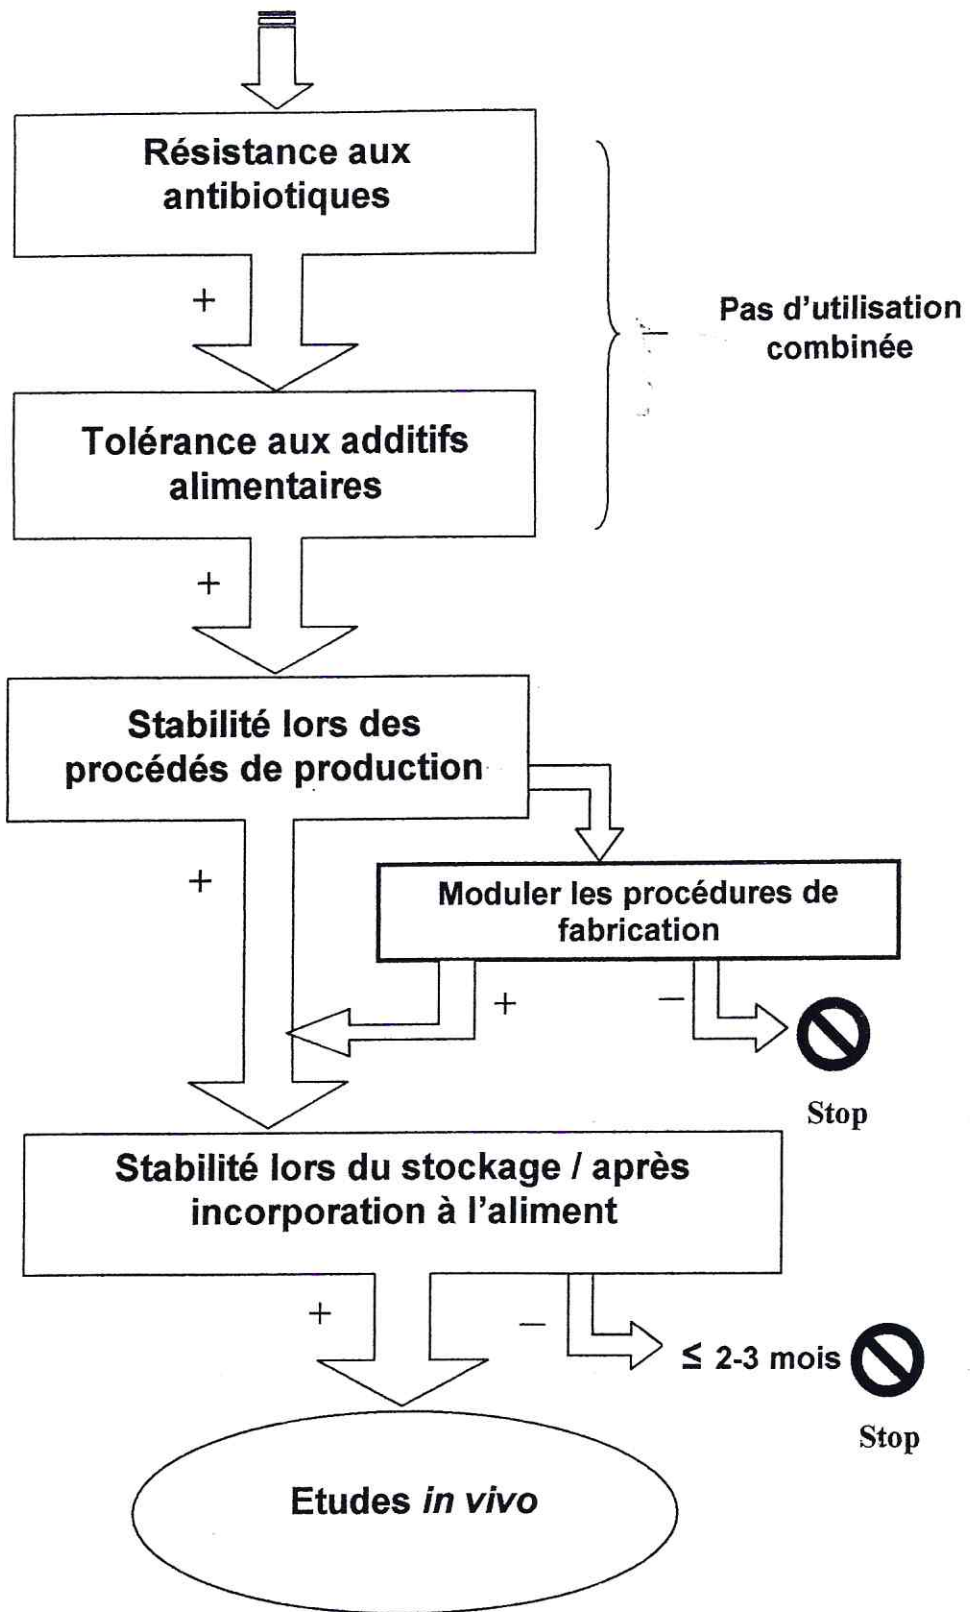 Résistance aux
antibiotiques
+
− Pas d'utilisation
combinée
Tolérance aux additifs
alimentaires
+
Stabilité lors des
procédés de production
+
Moduler les procédures de
fabrication
+
−
Stop
Stabilité lors du stockage / après
incorporation à l'aliment
+
−
≤ 2-3 mois
Stop
Etudes in vivo